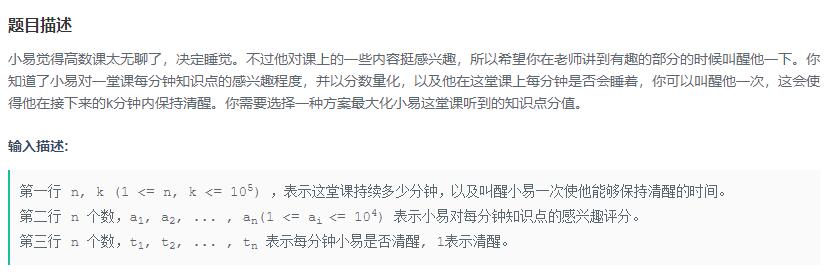 题目描述
小易觉得高数课太无聊了，决定睡觉。不过他对课上的一些内容挺感兴趣，所以希望你在老师讲到有趣的部分的时候叫醒他一下。你
知道了小易对一堂课每分钟知识点的感兴趣程度，并以分数量化，以及他在这堂课上每分钟是否会睡着，你可以叫醒他一次，这会使
得他在接下来的k分钟内保持清醒。你需要选择一种方案最大化小易这堂课听到的知识点分值。
输入描述:
第一行 n, k (1 <= n, k <= 10⁵) ，表示这堂课持续多少分钟，以及叫醒小易一次使他能够保持清醒的时间。
第二行 n 个数，a₁, a₂, ... , aₙ(1 <= aᵢ <= 10⁴) 表示小易对每分钟知识点的感兴趣评分。
第三行 n 个数，t₁, t₂, ... , tₙ 表示每分钟小易是否清醒, 1表示清醒。